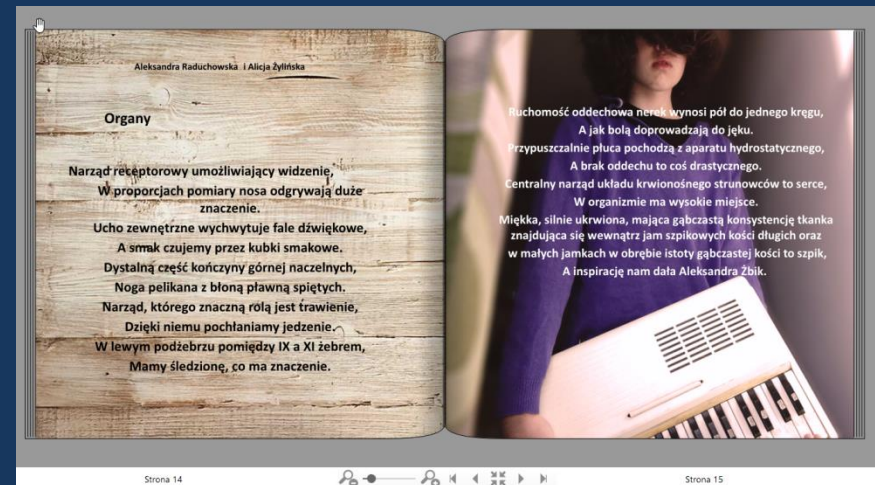 Aleksandra Raduchowska i Alicja Żylińska
Organy
Narząd receptorowy umożliwiający widzenie,
W proporcjach pomiary nosa odgrywają duże
znaczenie.
Ucho zewnętrzne wychwytuje fale dźwiękowe,
A smak czujemy przez kubki smakowe.
Dystalną część kończyny górnej naczelnych,
Noga pelikana z błoną pławną spiętych.
Narząd, którego znaczną rolą jest trawienie,
Dzięki niemu pochłaniamy jedzenie.
W lewym podżebrzu pomiędzy IX a XI żebrem,
Mamy śledzionę, co ma znaczenie.
Ruchomość oddechowa nerek wynosi pół do jednego kręgu,
A jak bolą doprowadzają do jęku.
Przypuszczalnie płuca pochodzą z aparatu hydrostatycznego,
A brak oddechu to coś drastycznego.
Centralny narząd układu krwionośnego strunowców to serce,
W organizmie ma wysokie miejsce.
Miękka, silnie ukrwiona, mająca gąbczastą konsystencję tkanka
znajdująca się wewnątrz jam szpikowych kości długich oraz
w małych jamkach w obrębie istoty gąbczastej kości to szpik,
A inspirację nam dała Aleksandra Żbik.
Strona 14
Strona 15